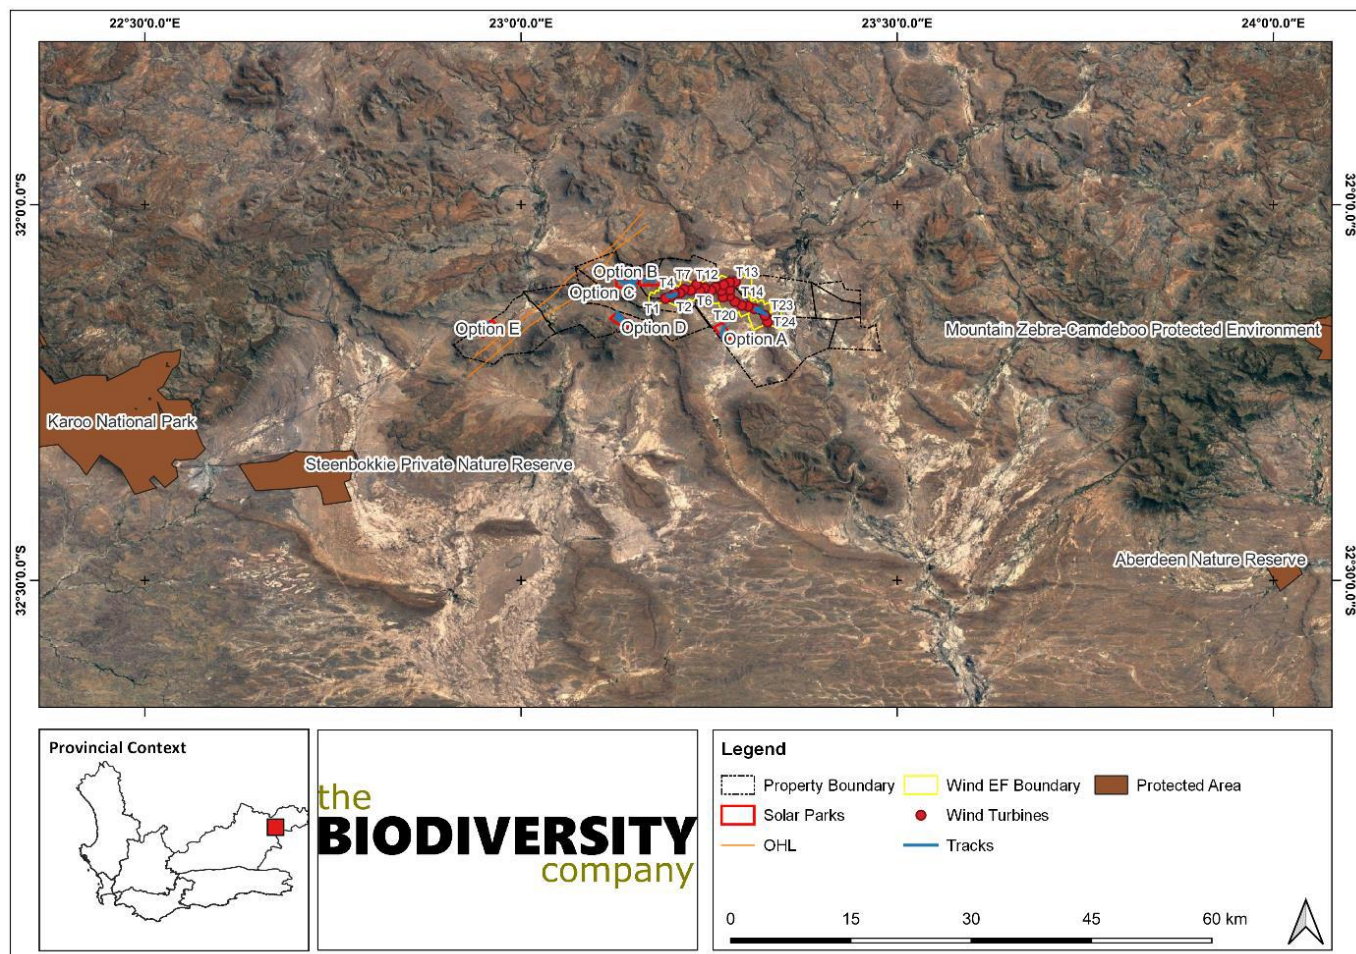 22°30'0.0"E
23°0'0.0"E
23°30'0.0"E
24°0'0.0"E
32°0'0.0"S
32°0'0.0"S
Option B
T7
T12
T13
T4
Option C
T14
T1
T2
T6
T23
T20
T24
Option E
Option D
Option A
Mountain Zebra-Camdeboo Protected Environment
Karoo National Park
Steenbokkie Private Nature Reserve
Aberdeen Nature Reserve
32°30'0.0"S
32°30'0.0"S
Provincial Context
the
BIODIVERSITY
company
Legend
Property Boundary
Wind EF Boundary
Protected Area
Solar Parks
Wind Turbines
OHL
Tracks
0 15 30 45 60 km